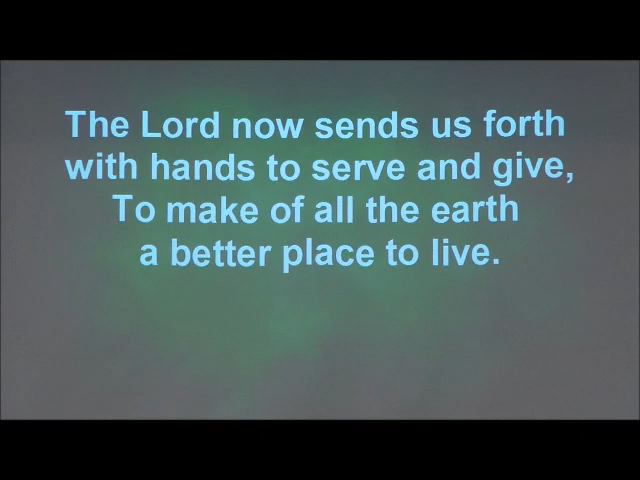 The Lord now sends us forth
with hands to serve and give,
To make of all the earth
a better place to live.